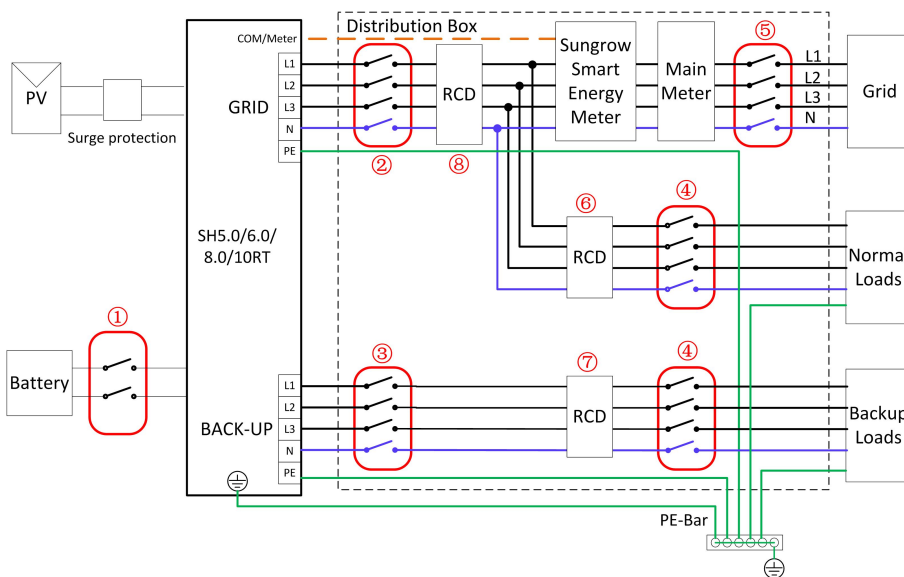 Distribution Box
⑤
COM/Meter
L1
L2
L3
N
PE
GRID
PV
Surge protection
②
RCD
⑧
Sungrow
Smart
Energy
Meter
Main
Meter
L1
L2
L3
N
Grid
SH5.0/6.0/
8.0/10RT
⑥
RCD
④
Norma
Loads
①
Battery
③
⑦
RCD
④
L1
L2
L3
N
PE
BACK-UP
Backup
Loads
PE-Bar